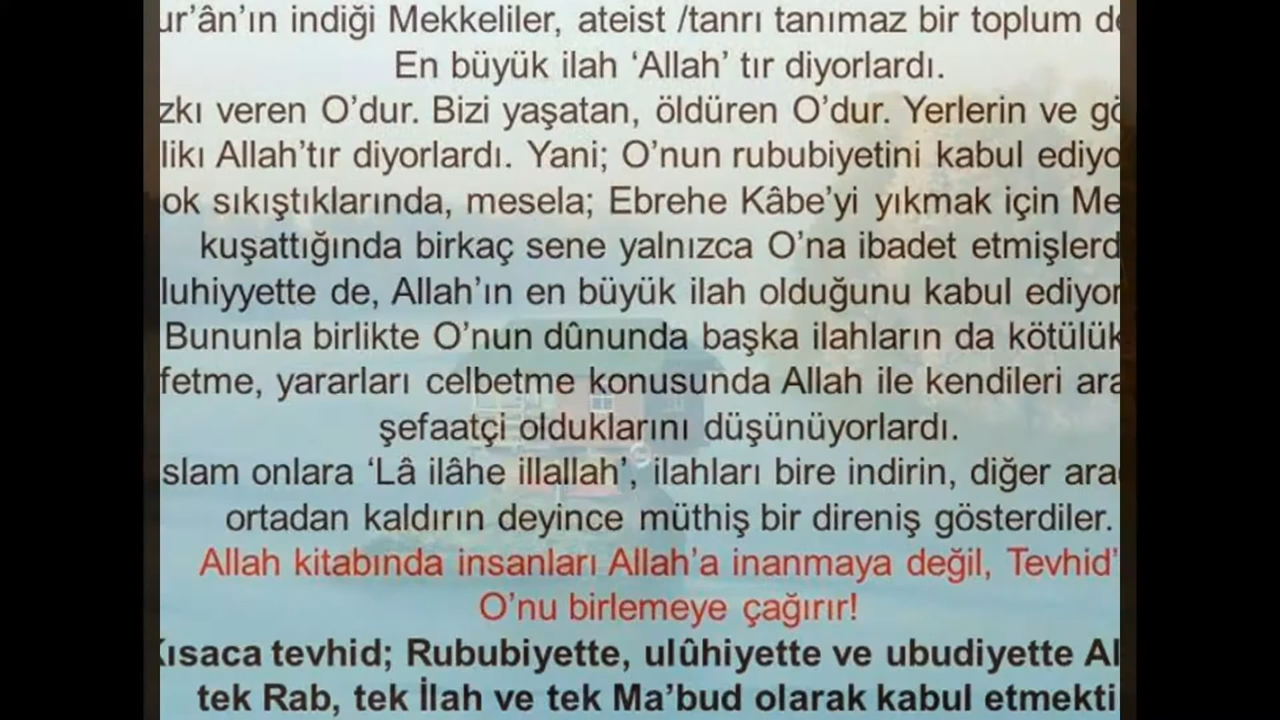 ur’ân’ın indiği Mekkeliler, ateist /tanrı tanımaz bir toplum de
En büyük ilah ‘Allah’ tır diyorlardı.
zkı veren O’dur. Bizi yaşatan, öldüren O’dur. Yerlerin ve gö
liki Allah’tır diyorlardı. Yani; O’nun rububiyetini kabul ediyo
ok sıkıştıklarında, mesela; Ebrehe Kâbe’yi yıkmak için Me
kuşattığında birkaç sene yalnızca O’na ibadet etmişlerd
luhiyyette de, Allah’ın en büyük ilah olduğunu kabul ediyor
Bununla birlikte O’nun dûnunda başka ilahların da kötülük
fetme, yararları celbetme konusunda Allah ile kendileri ara
şefaatçi olduklarını düşünüyorlardı.
slam onlara ‘Lâ ilâhe illallah’, ilahları bire indirin, diğer ara
ortadan kaldırın deyince müthiş bir direniş gösterdiler.
Allah kitabında insanları Allah’a inanmaya değil, Tevhid’
O’nu birlemeye çağırır!
Kısaca tevhid; Rububiyette, ulûhiyette ve ubudiyette Al
tek Rab, tek İlah ve tek Ma’bud olarak kabul etmekti